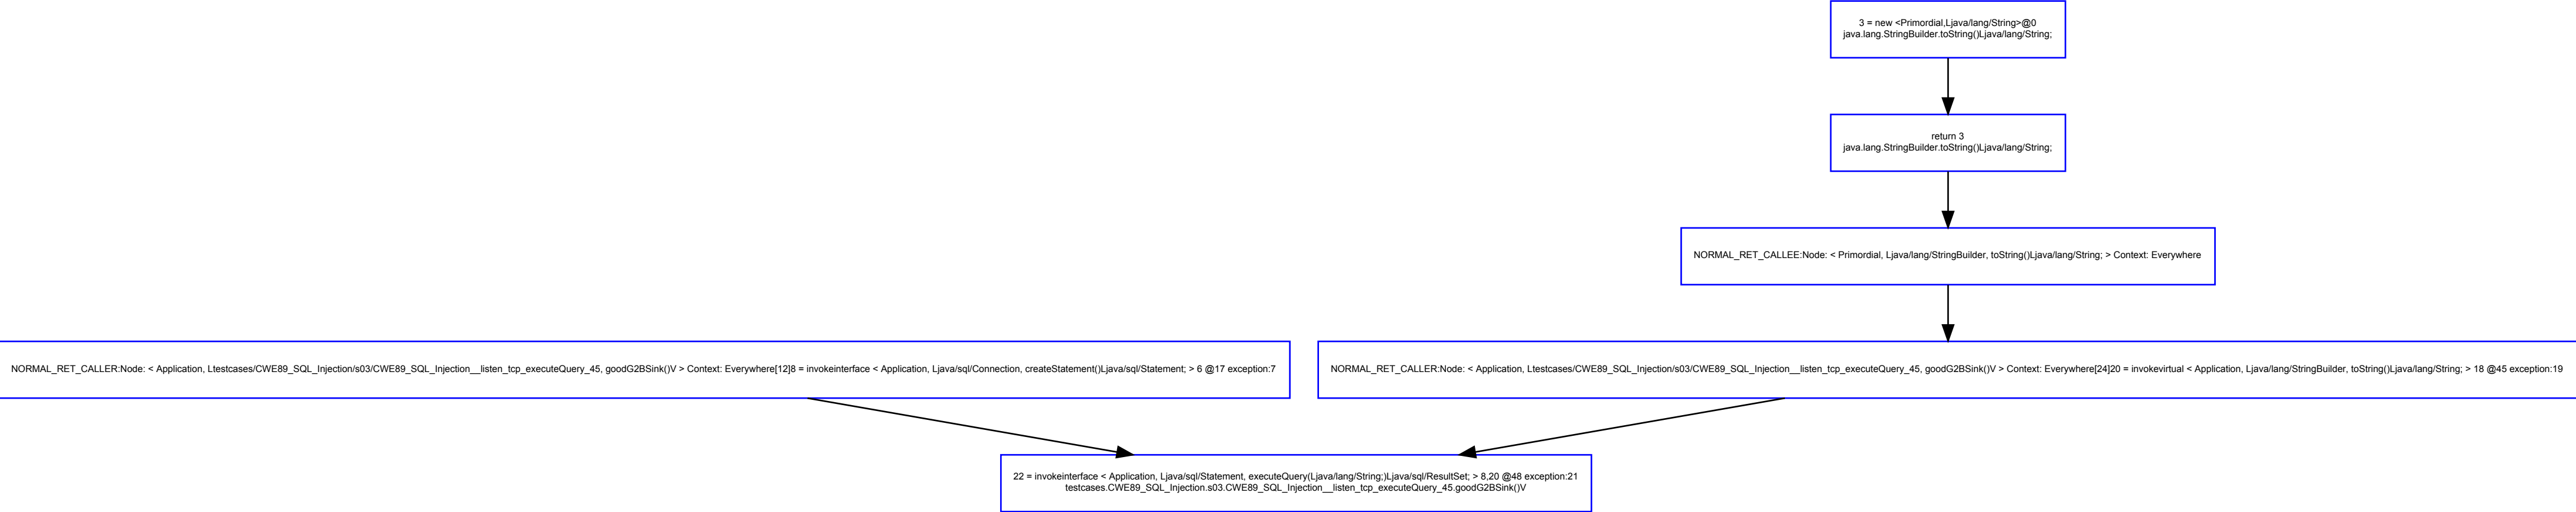 3 = new <Primordial,Ljava/lang/String>@0
java.lang.StringBuilder.toString()Ljava/lang/String;
return 3
java.lang.StringBuilder.toString()Ljava/lang/String;
NORMAL_RET_CALLEE:Node: < Primordial, Ljava/lang/StringBuilder, toString()Ljava/lang/String; > Context: Everywhere
NORMAL_RET_CALLER:Node: < Application, Ltestcases/CWE89_SQL_Injection/s03/CWE89_SQL_Injection__listen_tcp_executeQuery_45, goodG2BSink()V > Context: Everywhere[12]8 = invokeinterface < Application, Ljava/sql/Connection, createStatement()Ljava/sql/Statement; > 6 @17 exception:7
NORMAL_RET_CALLER:Node: < Application, Ltestcases/CWE89_SQL_Injection/s03/CWE89_SQL_Injection__listen_tcp_executeQuery_45, goodG2BSink()V > Context: Everywhere[24]20 = invokevirtual < Application, Ljava/lang/StringBuilder, toString()Ljava/lang/String; > 18 @45 exception:19
22 = invokeinterface < Application, Ljava/sql/Statement, executeQuery(Ljava/lang/String;)Ljava/sql/ResultSet; > 8,20 @48 exception:21
testcases.CWE89_SQL_Injection.s03.CWE89_SQL_Injection__listen_tcp_executeQuery_45.goodG2BSink()V